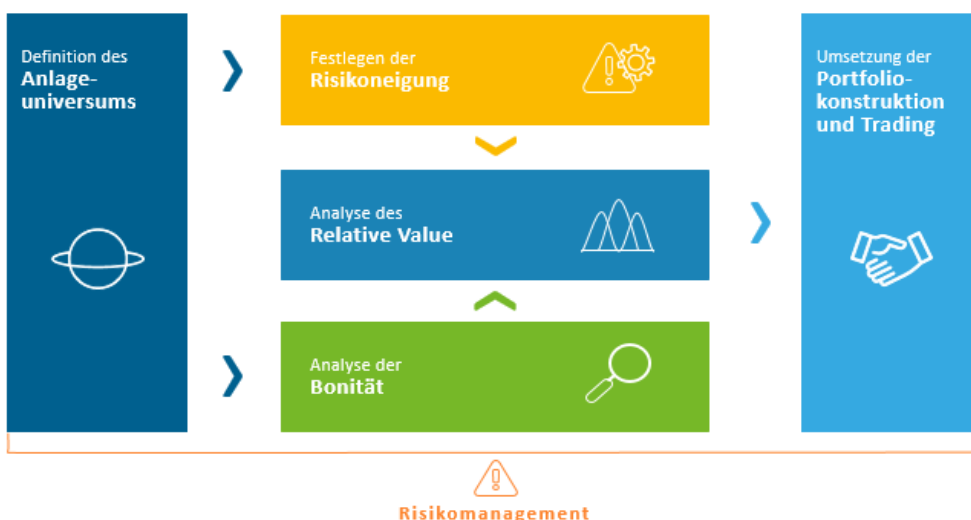 Definition des
Anlage-
universums
Festlegen der
Risikoneigung
Analyse des
Relative Value
Analyse der
Bonität
Umsetzung der
Portfolio-
konstruktion
und Trading
Risikomanagement